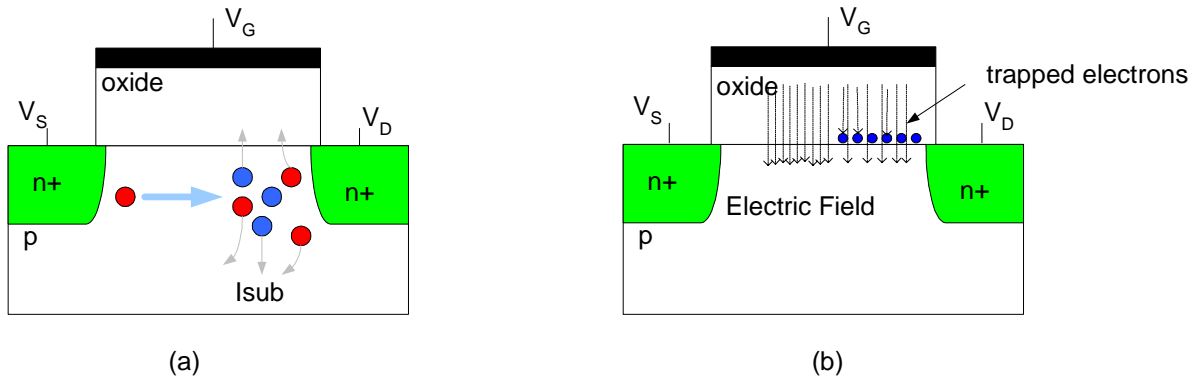 V_G
oxide
V_S
V_D
n+
n+
p
Isub
(a)
V_G
oxide
trapped electrons
V_S
V_D
n+
n+
Electric Field
p
(b)